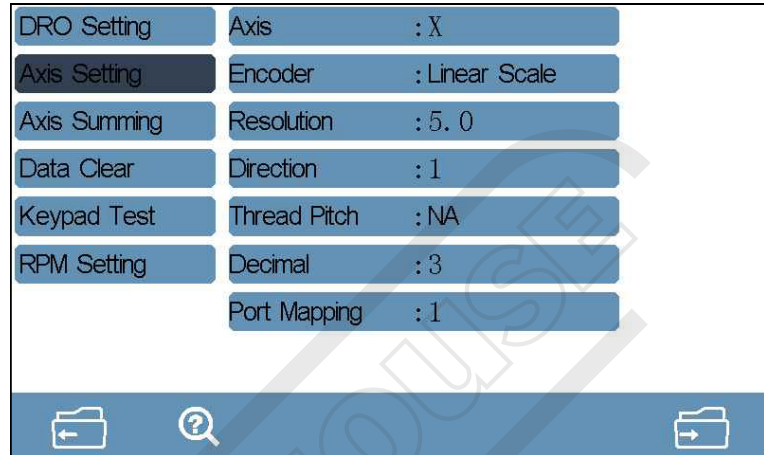 DRO Setting
Axis Setting
Axis Summing
Data Clear
Keypad Test
RPM Setting
Axis : X
Encoder : Linear Scale
Resolution : 5.0
Direction : 1
Thread Pitch : NA
Decimal : 3
Port Mapping : 1
?